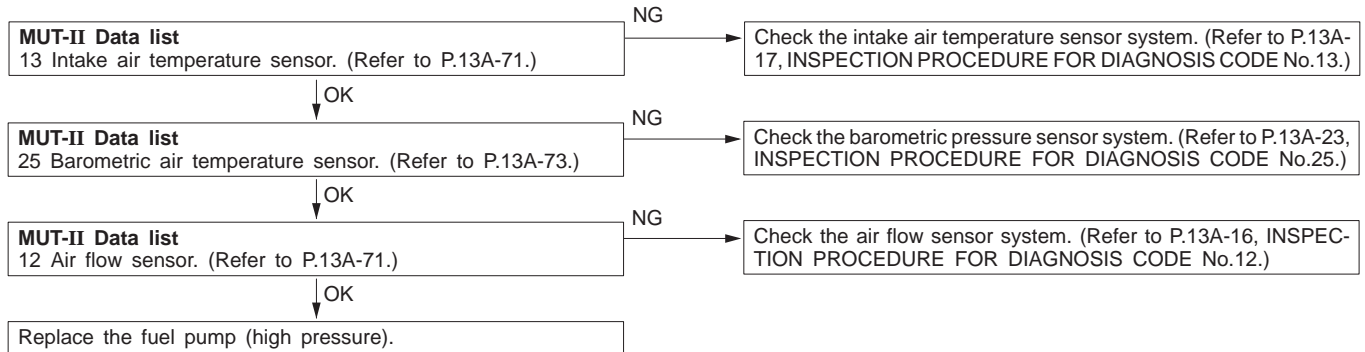 NG
MUT-II Data list
13 Intake air temperature sensor. (Refer to P.13A-71.)
Check the intake air temperature sensor system. (Refer to P.13A-
17, INSPECTION PROCEDURE FOR DIAGNOSIS CODE No.13.)
OK
NG
MUT-II Data list
25 Barometric air temperature sensor. (Refer to P.13A-73.)
Check the barometric pressure sensor system. (Refer to P.13A-23,
INSPECTION PROCEDURE FOR DIAGNOSIS CODE No.25.)
OK
NG
MUT-II Data list
12 Air flow sensor. (Refer to P.13A-71.)
Check the air flow sensor system. (Refer to P.13A-16, INSPEC-
TION PROCEDURE FOR DIAGNOSIS CODE No.12.)
OK
Replace the fuel pump (high pressure).